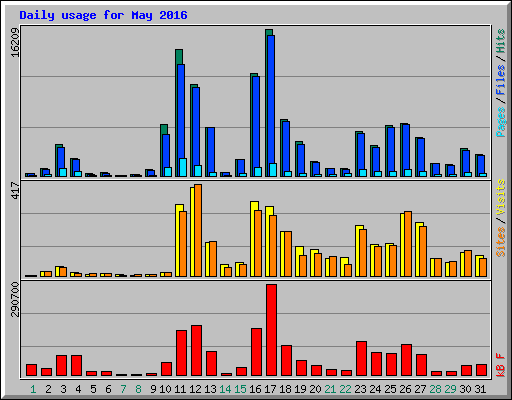 Daily usage for May 2016
16209
Pages / Files / Hits
417
Sites / Visits
290700
kB F
1 2 3 4 5 6 7 8 9 10 11 12 13 14 15 16 17 18 19 20 21 22 23 24 25 26 27 28 29 30 31